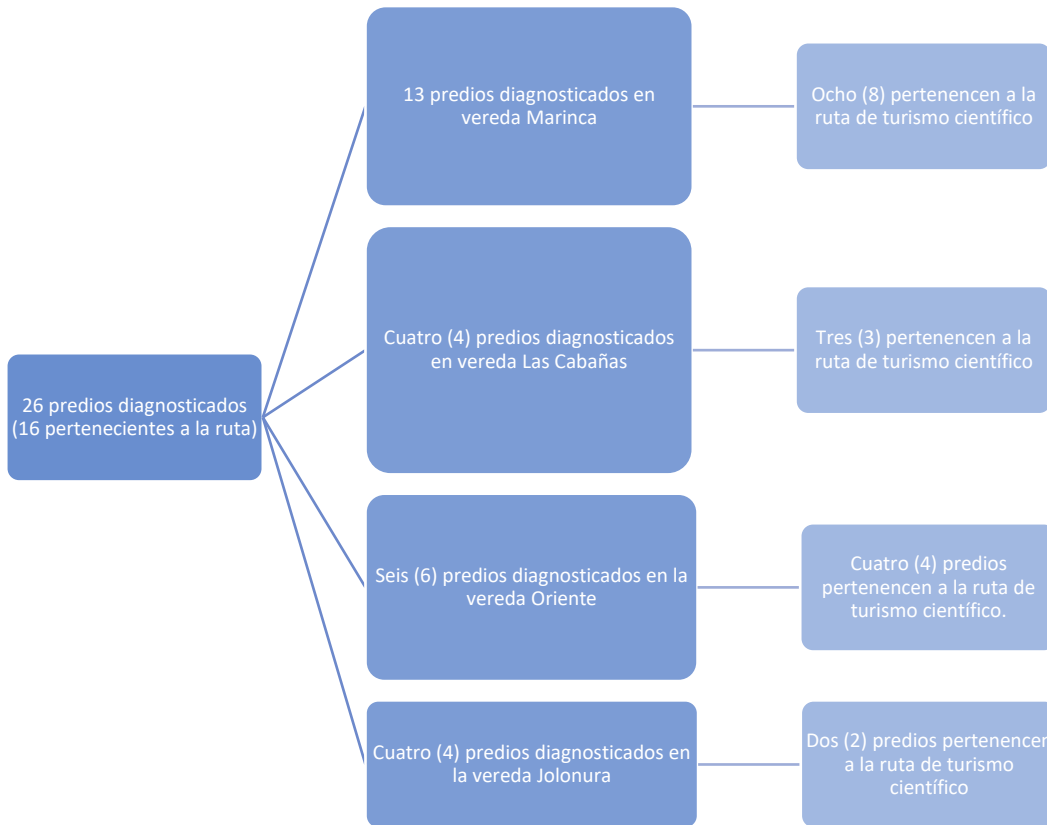 26 predios diagnosticados
(16 pertenecientes a la ruta)
13 predios diagnosticados en
vereda Marinca
Ocho (8) pertenencen a la
ruta de turismo científico
Cuatro (4) predios diagnosticados
en vereda Las Cabañas
Tres (3) pertenencen a la
ruta de turismo científico
Seis (6) predios diagnosticados en la
vereda Oriente
Cuatro (4) predios
pertenencen a la ruta de
turismo científico.
Cuatro (4) predios diagnosticados en
la vereda Jolonura
Dos (2) predios pertenencen
a la ruta de turismo
científico